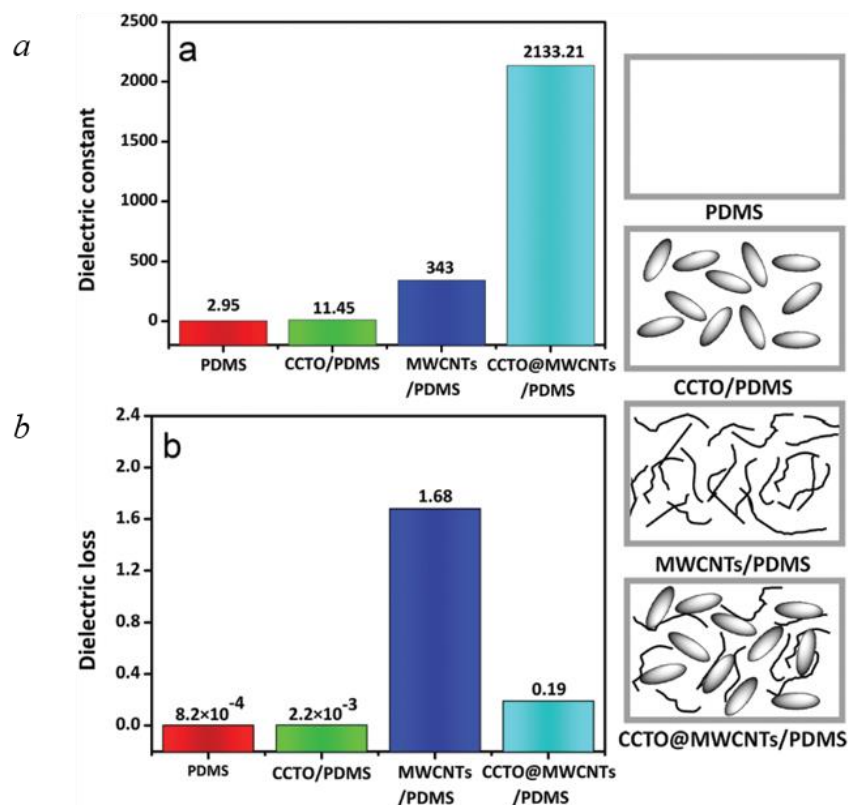 a
a
Dielectric constant
2500
2000
1500
1000
500
0
2.95
11.45
343
2133.21
PDMS
CCTO/PDMS
MWCNTs
/PDMS
CCTO@MWCNTs
/PDMS
b
b
Dielectric loss
2.4
2.0
1.6
1.2
0.8
0.4
0.0
8.2×10⁻⁴
2.2×10⁻³
1.68
0.19
PDMS
CCTO/PDMS
MWCNTs
/PDMS
CCTO@MWCNTs
/PDMS
PDMS
CCTO/PDMS
MWCNTs/PDMS
CCTO@MWCNTs/PDMS